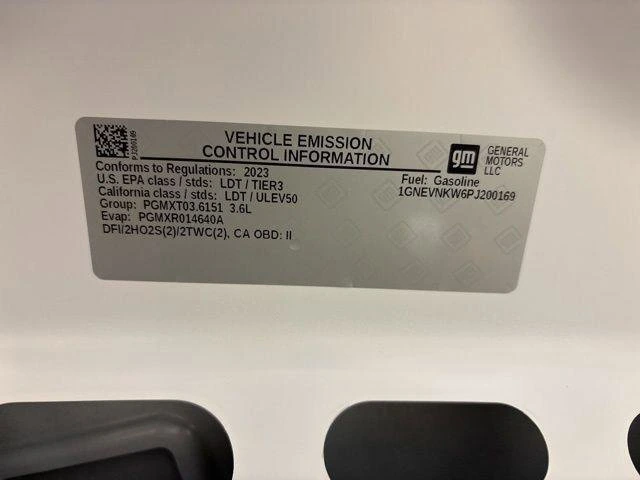 PJ200169
VEHICLE EMISSION
CONTROL INFORMATION
gm
GENERAL
MOTORS
LLC
Conforms to Regulations: 2023
U.S. EPA class / stds: LDT / TIER3
California class / stds: LDT / ULEV50
Group: PGMXT03.6151 3.6L
Evap: PGMXR014640A
DFI/2HO2S(2)/2TWC(2), CA OBD: II
Fuel: Gasoline
1GNEVNKW6PJ200169